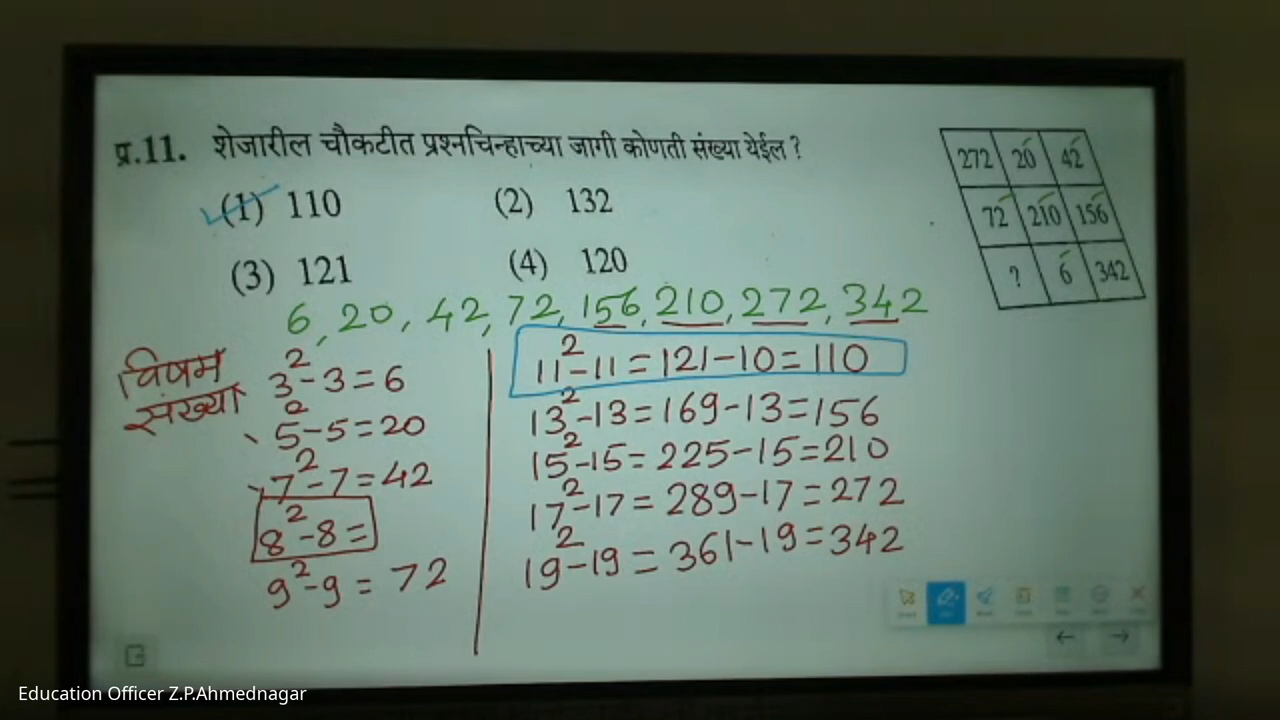 प्र.11. शेजारील चौकटीत प्रश्नचिन्हाच्या जागी कोणती संख्या येईल ?
(1) 110 (2) 132
(3) 121 (4) 120
272 20 42
72 210 156
? 6 342
6, 20, 42, 72, 156, 210, 272, 342
विषम
संख्या
3²-3=6
5²-5=20
7²-7=42
8²-8=
9²-9=72
11²-11=121-10=110
13²-13=169-13=156
15²-15=225-15=210
17²-17=289-17=272
19²-19=361-19=342
Education Officer Z.P.Ahmednagar